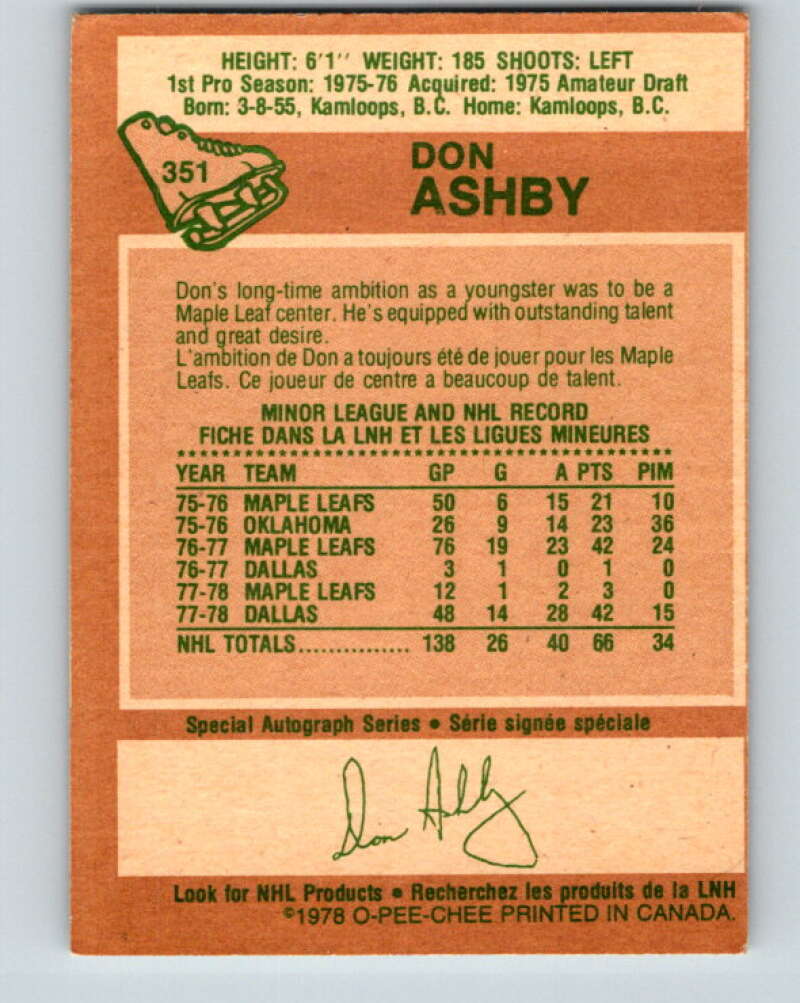 HEIGHT: 6'1'' WEIGHT: 185 SHOOTS: LEFT
1st Pro Season: 1975-76 Acquired: 1975 Amateur Draft
Born: 3-8-55, Kamloops, B.C. Home: Kamloops, B.C.
351
DON
ASHBY
Don's long-time ambition as a youngster was to be a
Maple Leaf center. He's equipped with outstanding talent
and great desire.
L'ambition de Don a toujours été de jouer pour les Maple
Leafs. Ce joueur de centre a beaucoup de talent.
MINOR LEAGUE AND NHL RECORD
FICHE DANS LA LNH ET LES LIGUES MINEURES
YEAR TEAM GP G A PTS PIM
75-76 MAPLE LEAFS 50 6 15 21 10
75-76 OKLAHOMA 26 9 14 23 36
76-77 MAPLE LEAFS 76 19 23 42 24
76-77 DALLAS 3 1 0 1 0
77-78 MAPLE LEAFS 12 1 2 3 0
77-78 DALLAS 48 14 28 42 15
NHL TOTALS............... 138 26 40 66 34
Special Autograph Series • Série signée spéciale
Don Ashby
Look for NHL Products • Recherchez les produits de la LNH
©1978 O-PEE-CHEE PRINTED IN CANADA.